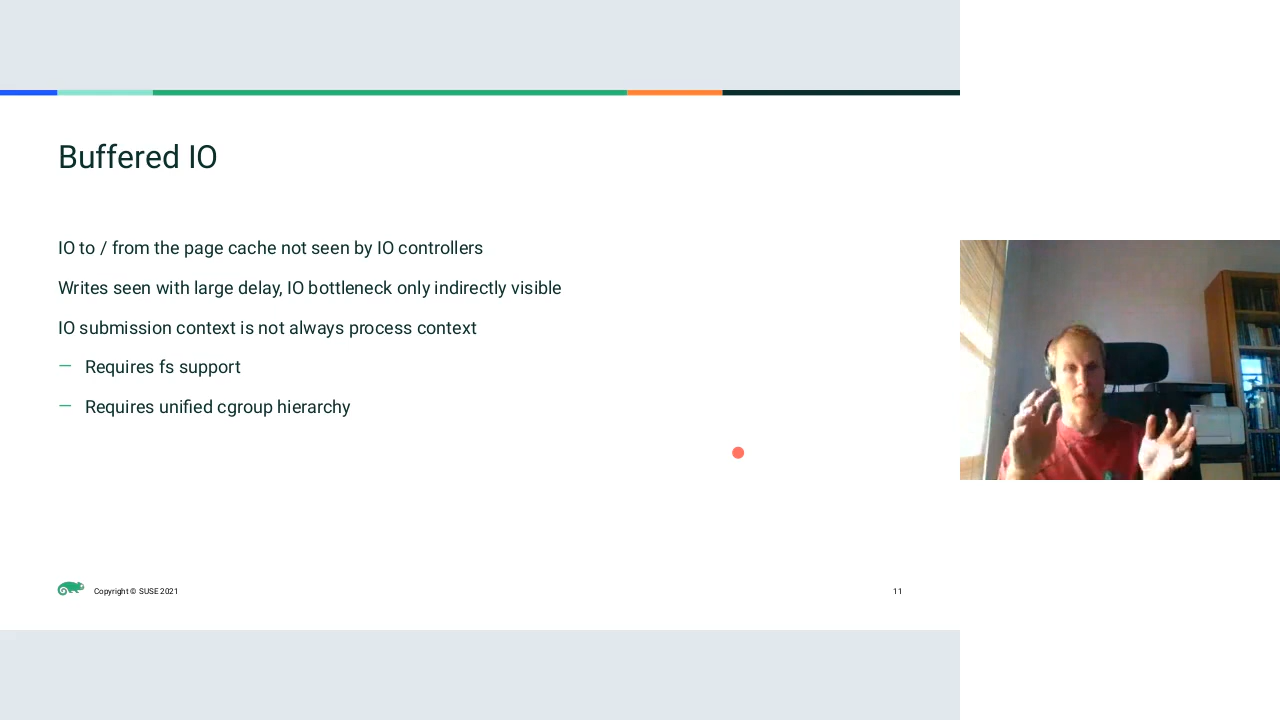 Buffered IO
IO to / from the page cache not seen by IO controllers
Writes seen with large delay, IO bottleneck only indirectly visible
IO submission context is not always process context
— Requires fs support
— Requires unified cgroup hierarchy
Copyright © SUSE 2021
11